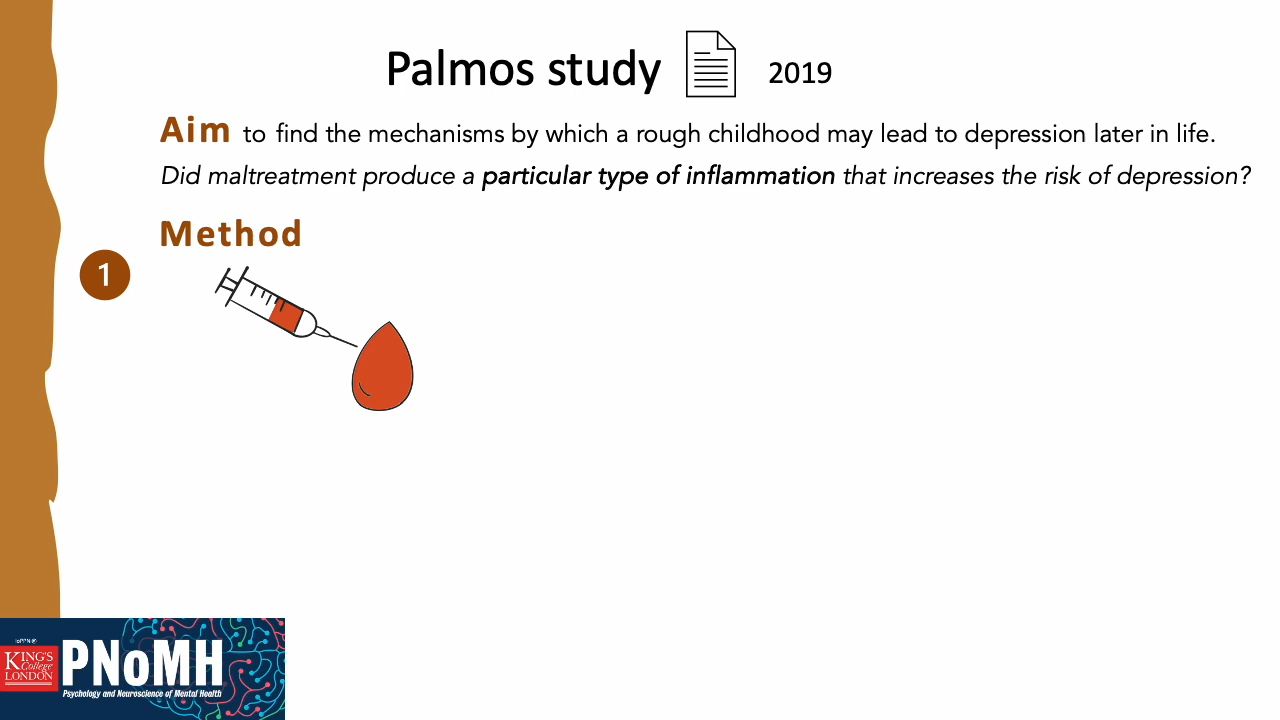 Palmos study 2019
Aim to find the mechanisms by which a rough childhood may lead to depression later in life.
Did maltreatment produce a particular type of inflammation that increases the risk of depression?
Method
1
IoPPN
KING'S
College
LONDON
PNoMH
Psychology and Neuroscience of Mental Health